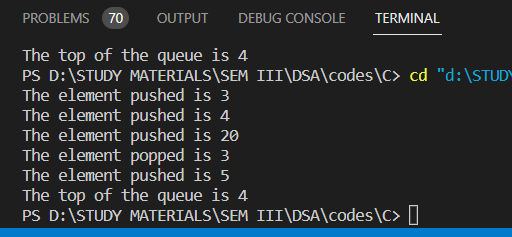 PROBLEMS 70 OUTPUT DEBUG CONSOLE TERMINAL
The top of the queue is 4
PS D:\STUDY MATERIALS\SEM III\DSA\codes\C> cd "d:\STUDY
The element pushed is 3
The element pushed is 4
The element pushed is 20
The element popped is 3
The element pushed is 5
The top of the queue is 4
PS D:\STUDY MATERIALS\SEM III\DSA\codes\C>